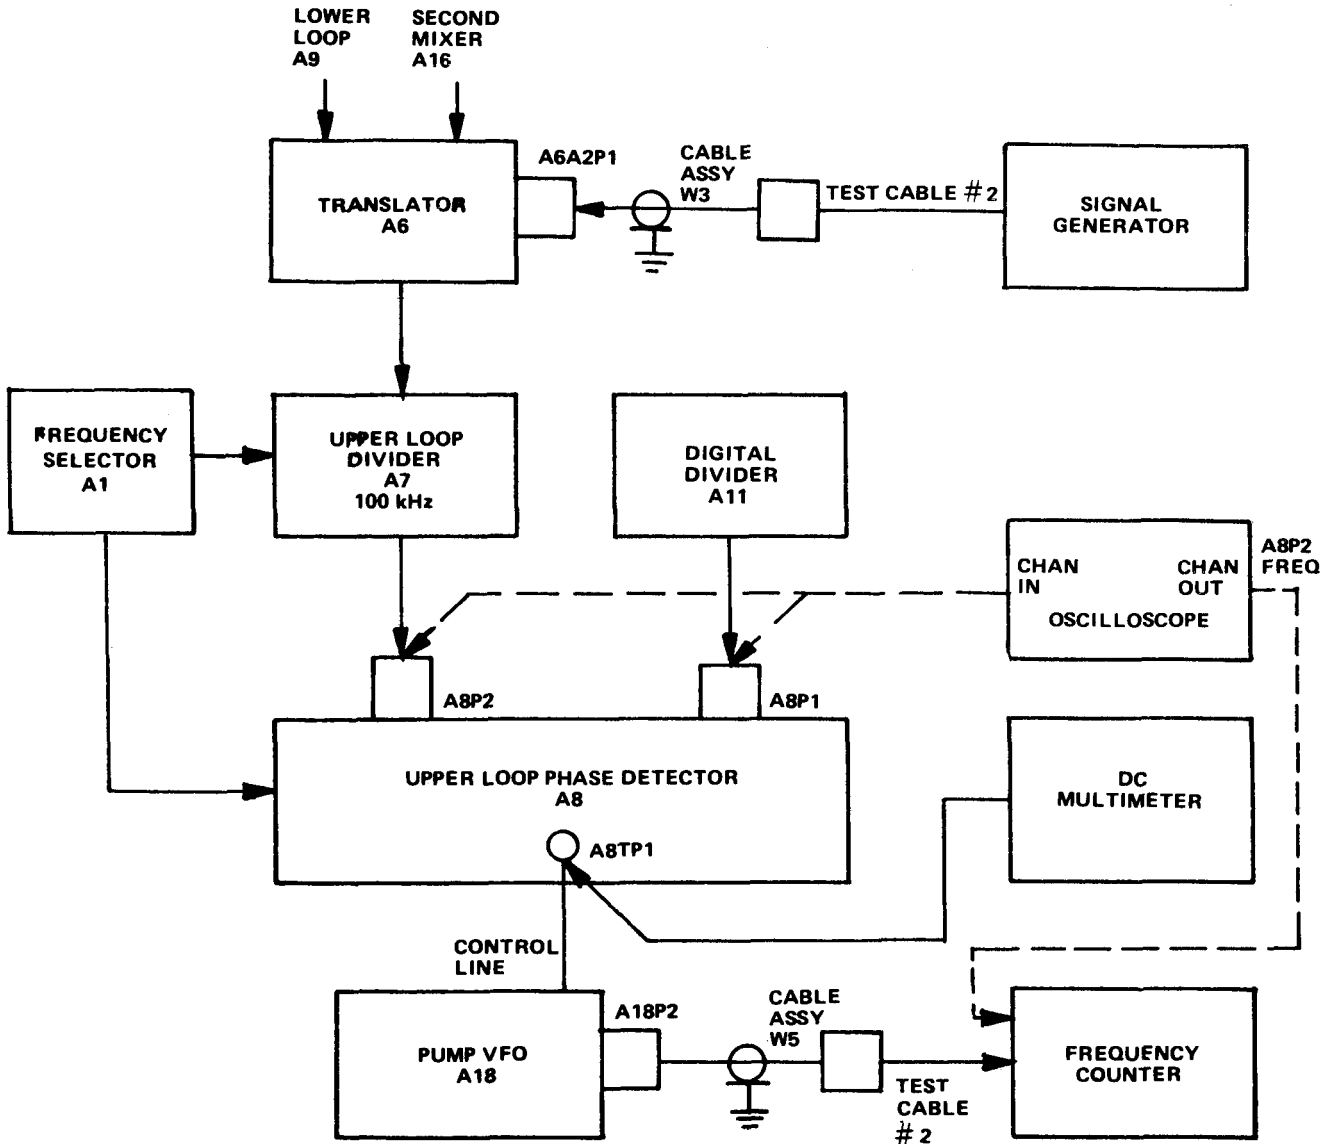 LOWER
LOOP
A9
SECOND
MIXER
A16
TRANSLATOR
A6
A6A2P1
CABLE
ASSY
W3
TEST CABLE #2
SIGNAL
GENERATOR
FREQUENCY
SELECTOR
A1
UPPER LOOP
DIVIDER
A7
100 kHz
DIGITAL
DIVIDER
A11
CHAN
IN
CHAN
OUT
OSCILLOSCOPE
A8P2
FREQ
A8P2
A8P1
UPPER LOOP PHASE DETECTOR
A8
A8TP1
DC
MULTIMETER
CONTROL
LINE
PUMP VFO
A18
A18P2
CABLE
ASSY
W5
TEST
CABLE
#2
FREQUENCY
COUNTER